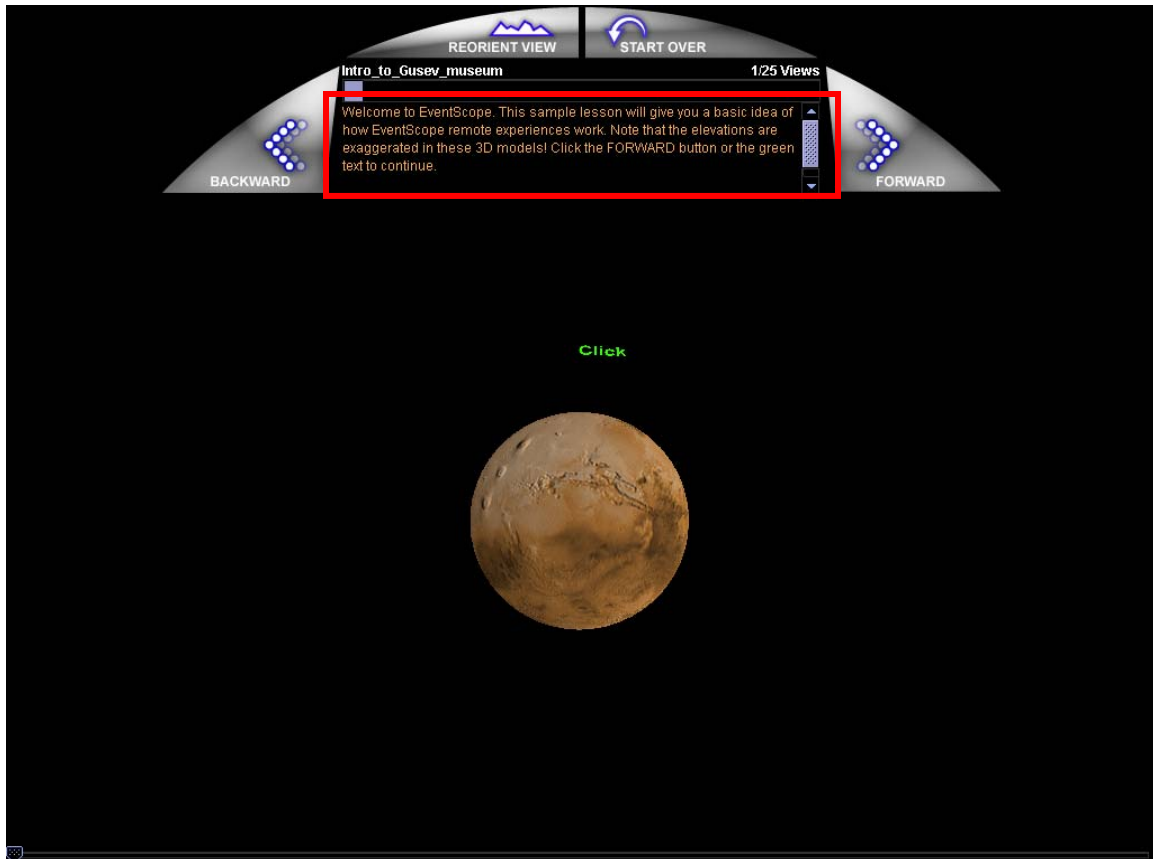 REORIENT VIEW
START OVER
Intro_to_Gusev_museum
1/25 Views
Welcome to EventScope. This sample lesson will give you a basic idea of
how EventScope remote experiences work. Note that the elevations are
exaggerated in these 3D models! Click the FORWARD button or the green
text to continue.
BACKWARD
FORWARD
Click